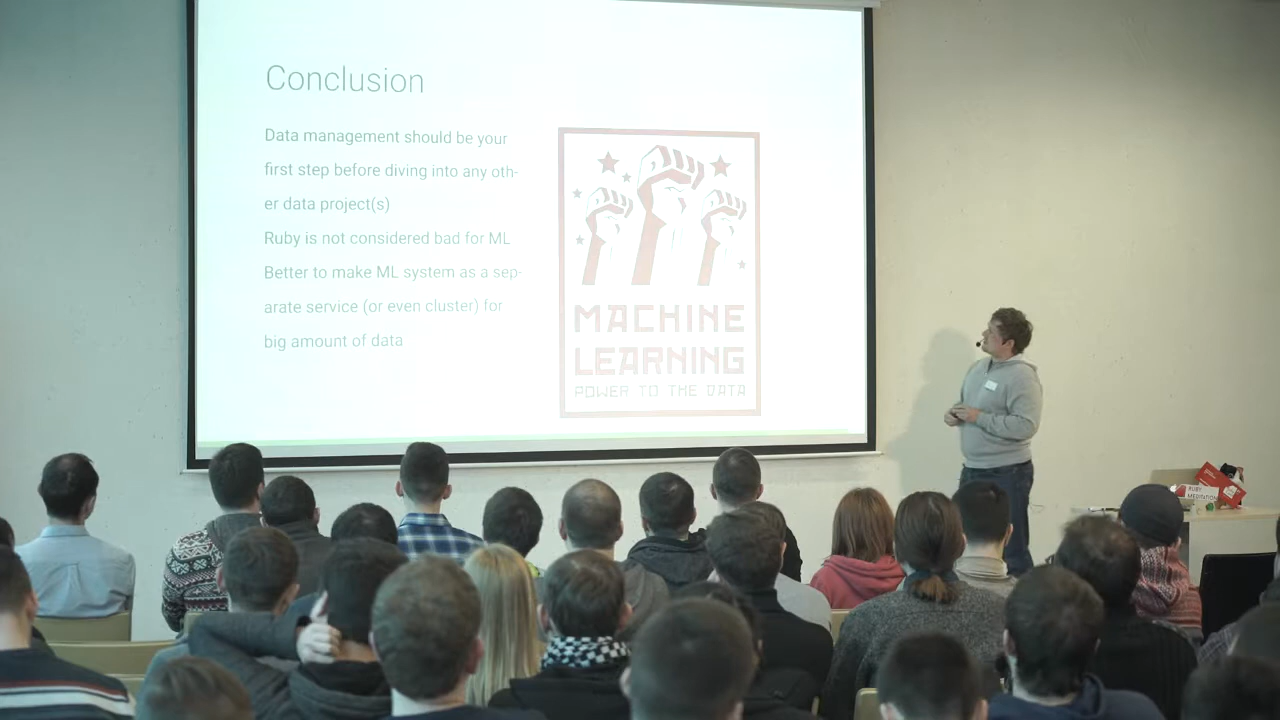 Conclusion
Data management should be your
first step before diving into any oth-
er data project(s)
Ruby is not considered bad for ML
Better to make ML system as a sep-
arate service (or even cluster) for
big amount of data
MACHINE
LEARNING
POWER TO THE DATA
RUBY
MEDITATION